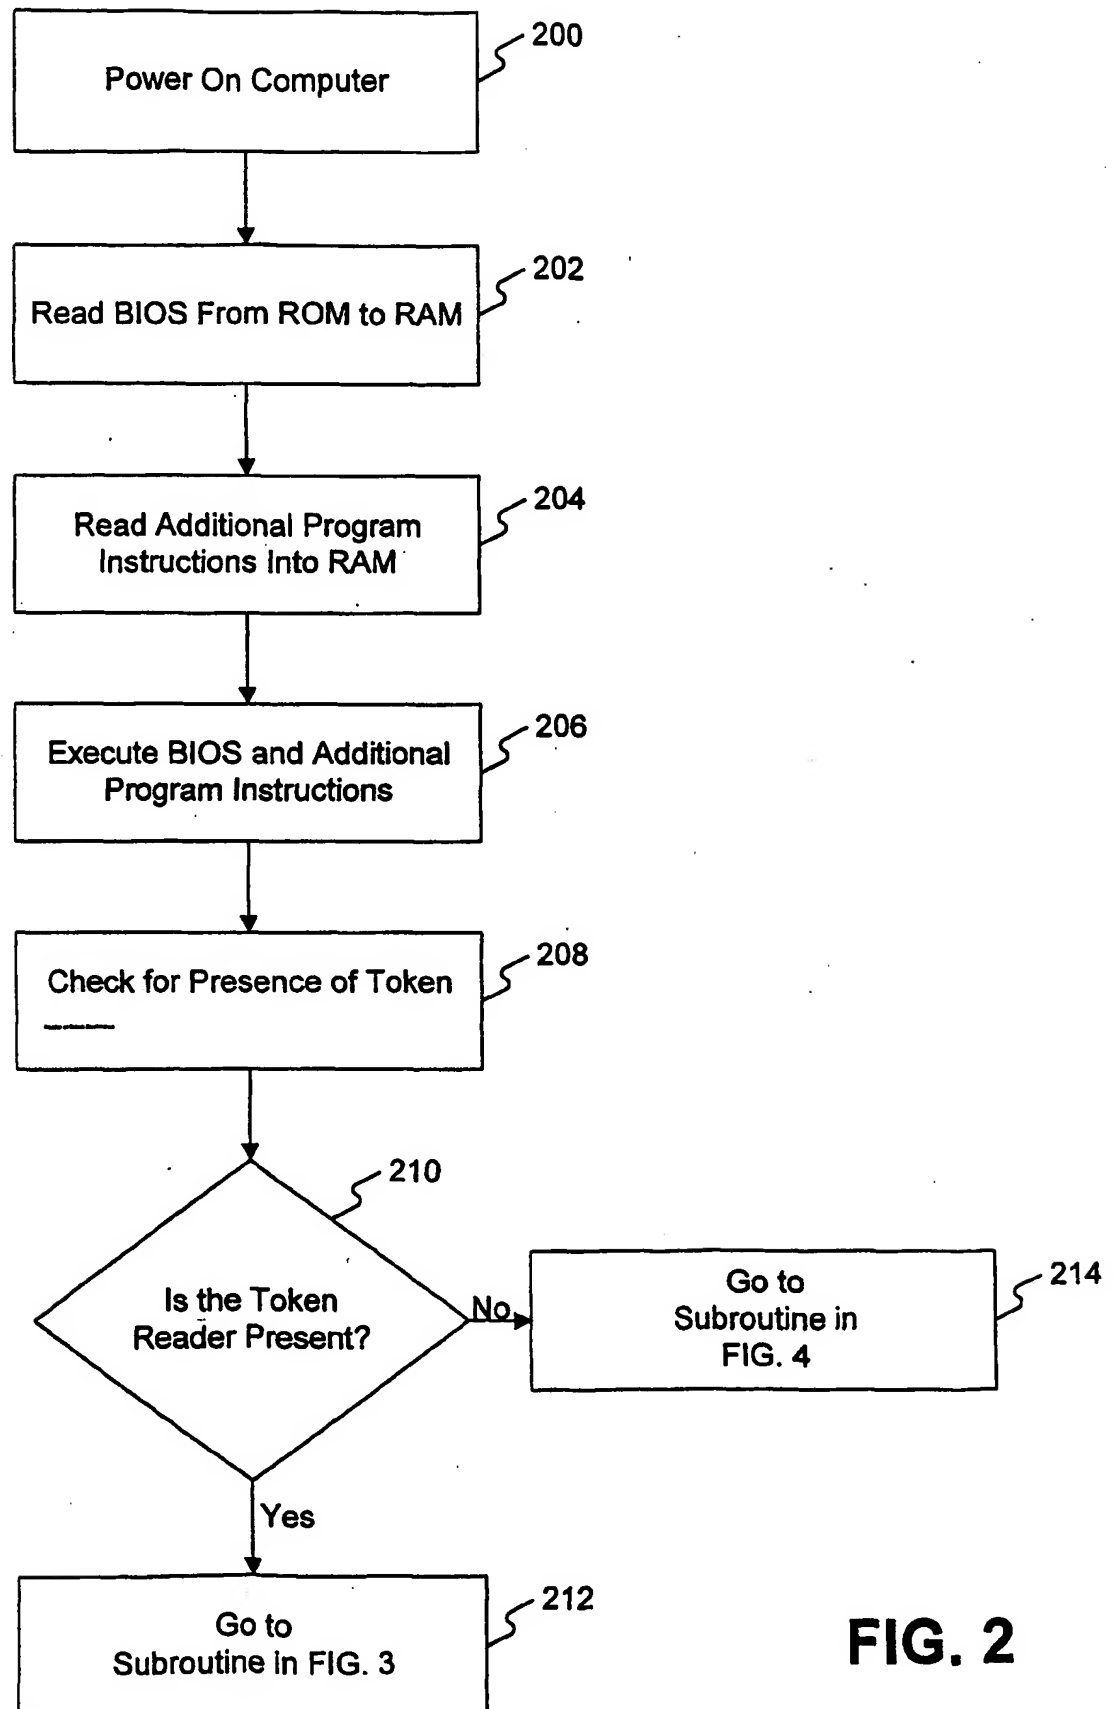 200
Power On Computer
202
Read BIOS From ROM to RAM
204
Read Additional Program
Instructions Into RAM
206
Execute BIOS and Additional
Program Instructions
208
Check for Presence of Token
210
Is the Token
Reader Present?
No
214
Go to
Subroutine in
FIG. 4
Yes
212
Go to
Subroutine in FIG. 3
FIG. 2